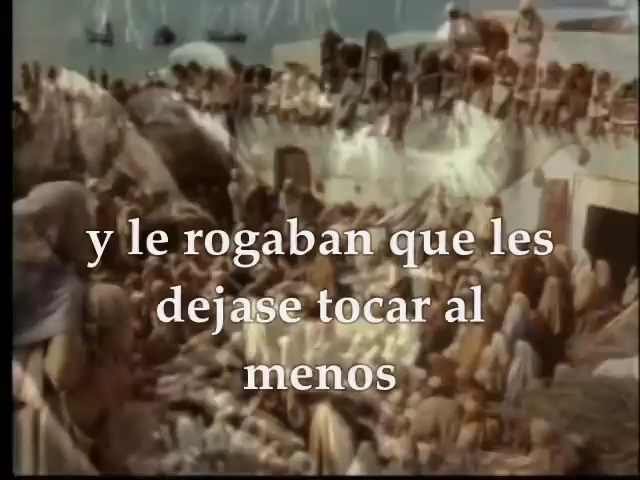 y le rogaban que les
dejase tocar al
menos